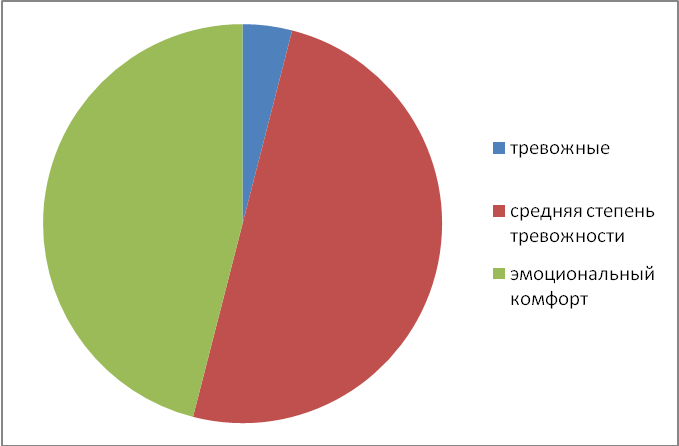 тревожные
средняя степень
тревожности
эмоциональный
комфорт